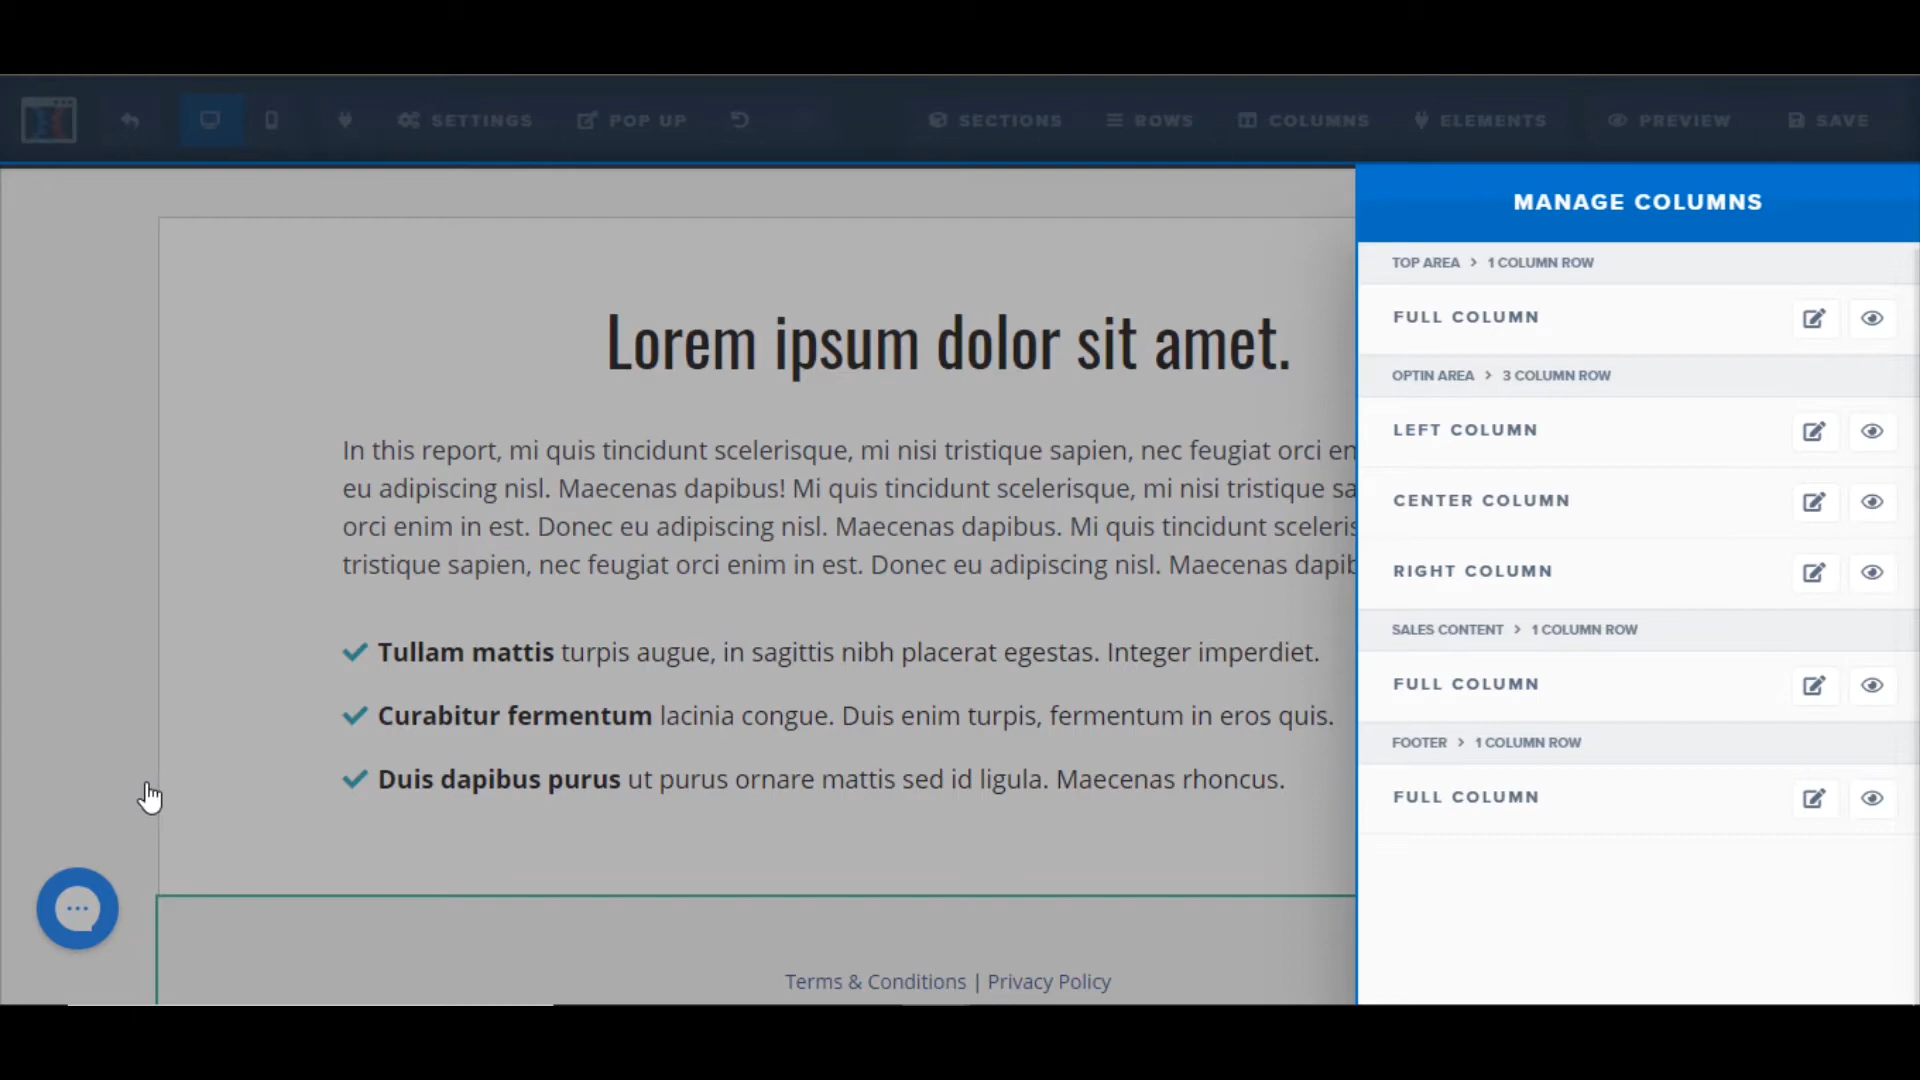 SETTINGS POP UP SECTIONS ROWS COLUMNS ELEMENTS PREVIEW SAVE
Lorem ipsum dolor sit amet.
In this report, mi quis tincidunt scelerisque, mi nisi tristique sapien, nec feugiat orci en
eu adipiscing nisl. Maecenas dapibus! Mi quis tincidunt scelerisque, mi nisi tristique sa
orci enim in est. Donec eu adipiscing nisl. Maecenas dapibus. Mi quis tincidunt sceleris
tristique sapien, nec feugiat orci enim in est. Donec eu adipiscing nisl. Maecenas dapib
Tullam mattis turpis augue, in sagittis nibh placerat egestas. Integer imperdiet.
Curabitur fermentum lacinia congue. Duis enim turpis, fermentum in eros quis.
Duis dapibus purus ut purus ornare mattis sed id ligula. Maecenas rhoncus.
Terms & Conditions | Privacy Policy
MANAGE COLUMNS
TOP AREA > 1 COLUMN ROW
FULL COLUMN
OPTIN AREA > 3 COLUMN ROW
LEFT COLUMN
CENTER COLUMN
RIGHT COLUMN
SALES CONTENT > 1 COLUMN ROW
FULL COLUMN
FOOTER > 1 COLUMN ROW
FULL COLUMN